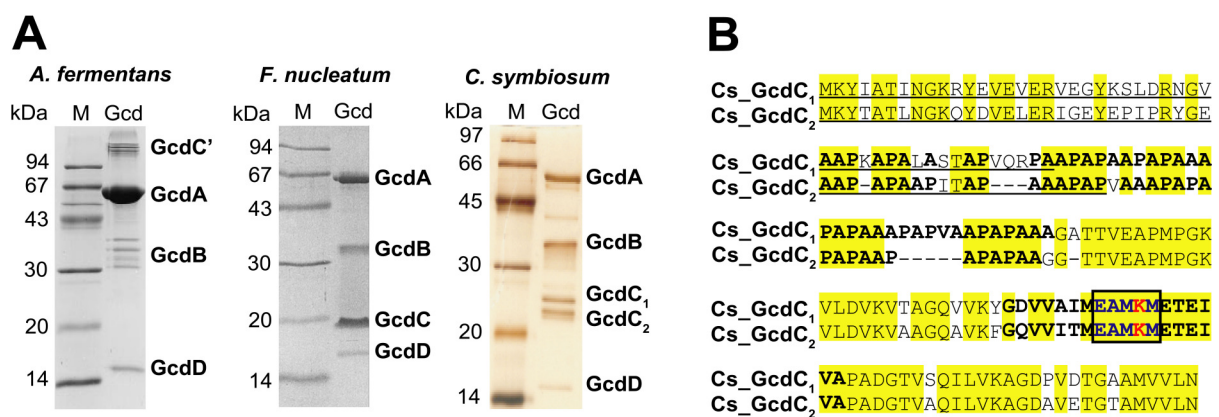 A
A. fermentans
kDa M Gcd
94
67
43
30
20
14
GcdC'
GcdA
GcdB
GcdD
F. nucleatum
kDa M Gcd
94
67
43
30
20
14
GcdA
GcdB
GcdC
GcdD
C. symbiosum
kDa M Gcd
97
66
45
30
20
14
GcdA
GcdB
GcdC₁
GcdC₂
GcdD
B
Cs_GcdC₁ MKYIATINGKRYEVEVERVEGYKSLDRNGV
Cs_GcdC₂ MKYTATLNGKQYDVELERIGEYEPIPRYGE
Cs_GcdC₁ AAPKAPALASTAPVQRPAAPAPAAPAPAAA
Cs_GcdC₂ AAP-APAAPITAP---AAAPAPVAAAPAPA
Cs_GcdC₁ PAPAAAPAPVAAPAPAAAGATTVEAPMPGK
Cs_GcdC₂ PAPAAP-----APAPAAGG-TTVEAPMPGK
Cs_GcdC₁ VLDVKVTAGQVVKYGDVVAIMEAMKMETEI
Cs_GcdC₂ VLDVKVAAGQAVKFGQVVITMEAMKMETEI
Cs_GcdC₁ VAPADGTVSQILVKAGDPVDTGAAMVVLN
Cs_GcdC₂ VAPADGTVAQILVKAGDAVETGTAMVVLN